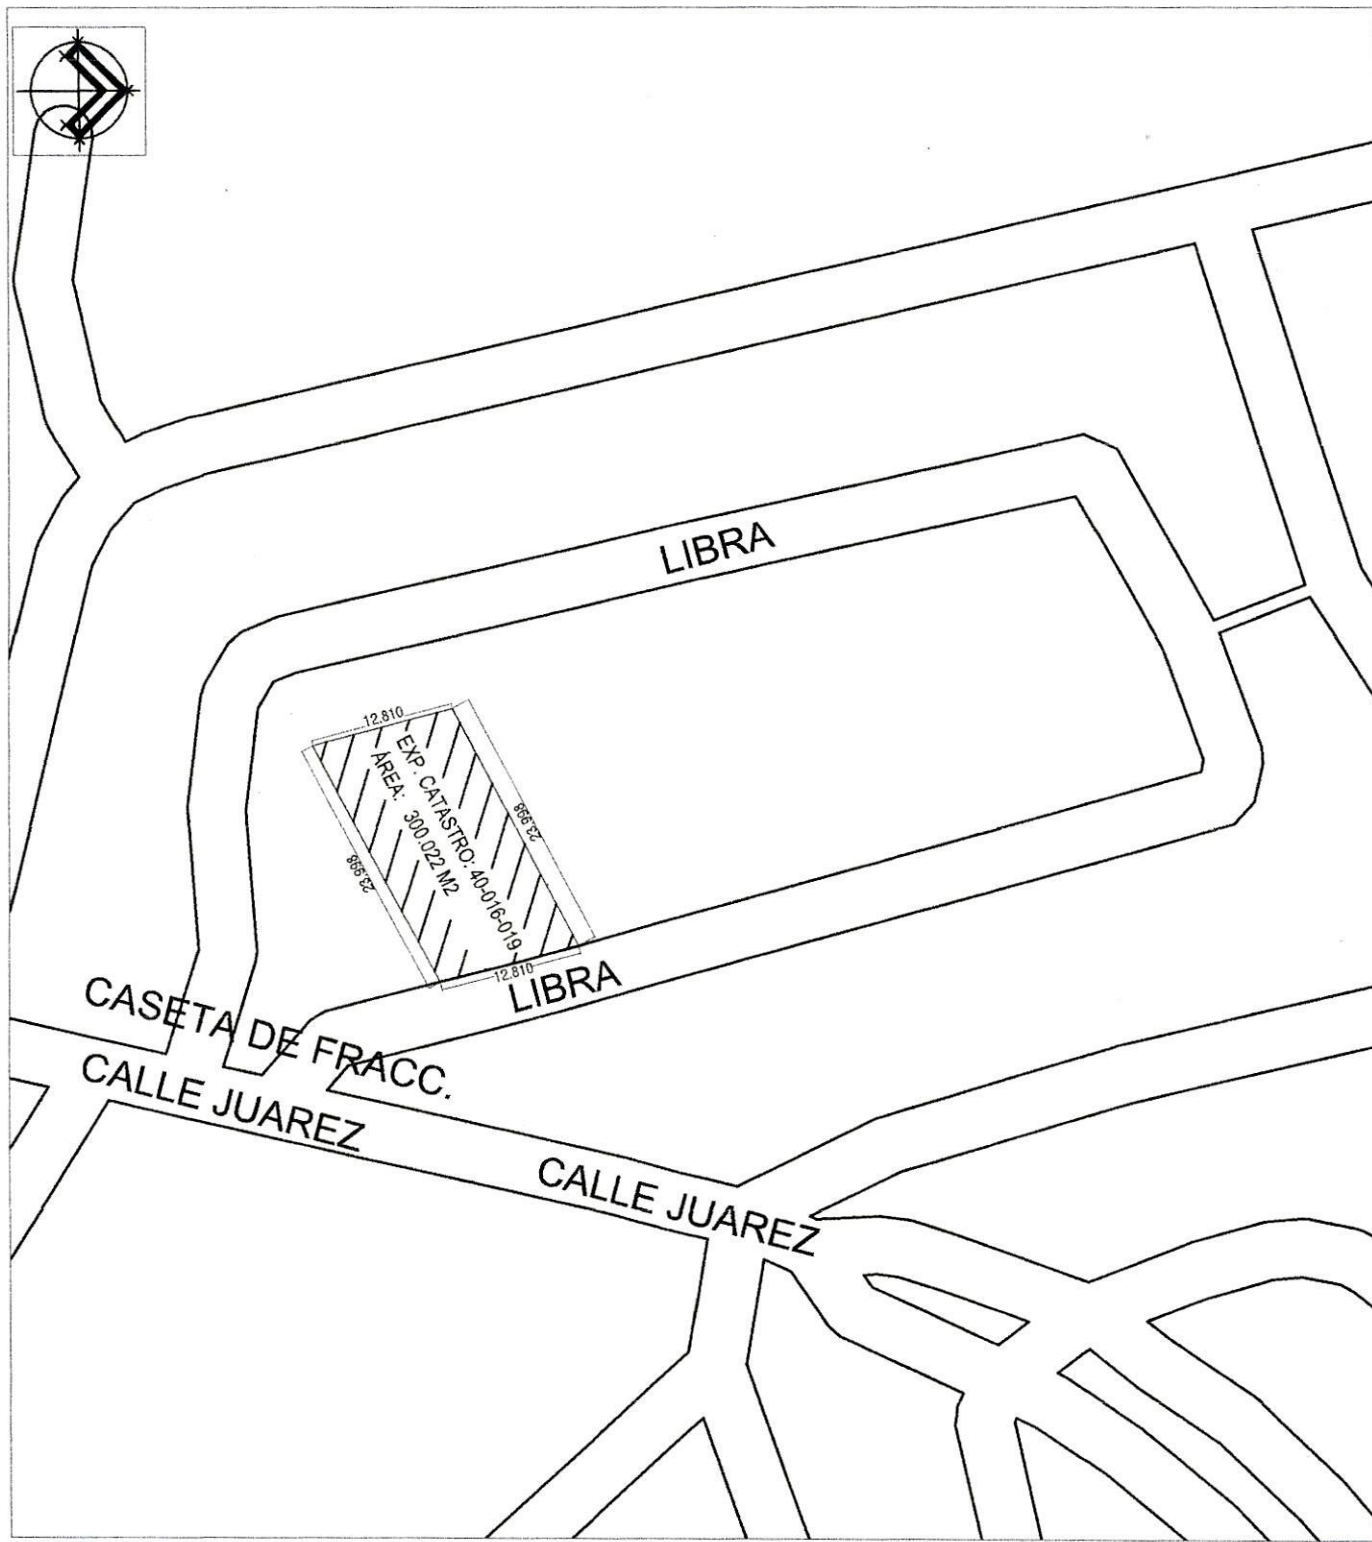 LIBRA
12.810
EXP. CATASTRO: 40-016-019
ÁREA: 300.022 M2
23.998
23.998
12.810
LIBRA
CASETA DE FRACC.
CALLE JUAREZ
CALLE JUAREZ